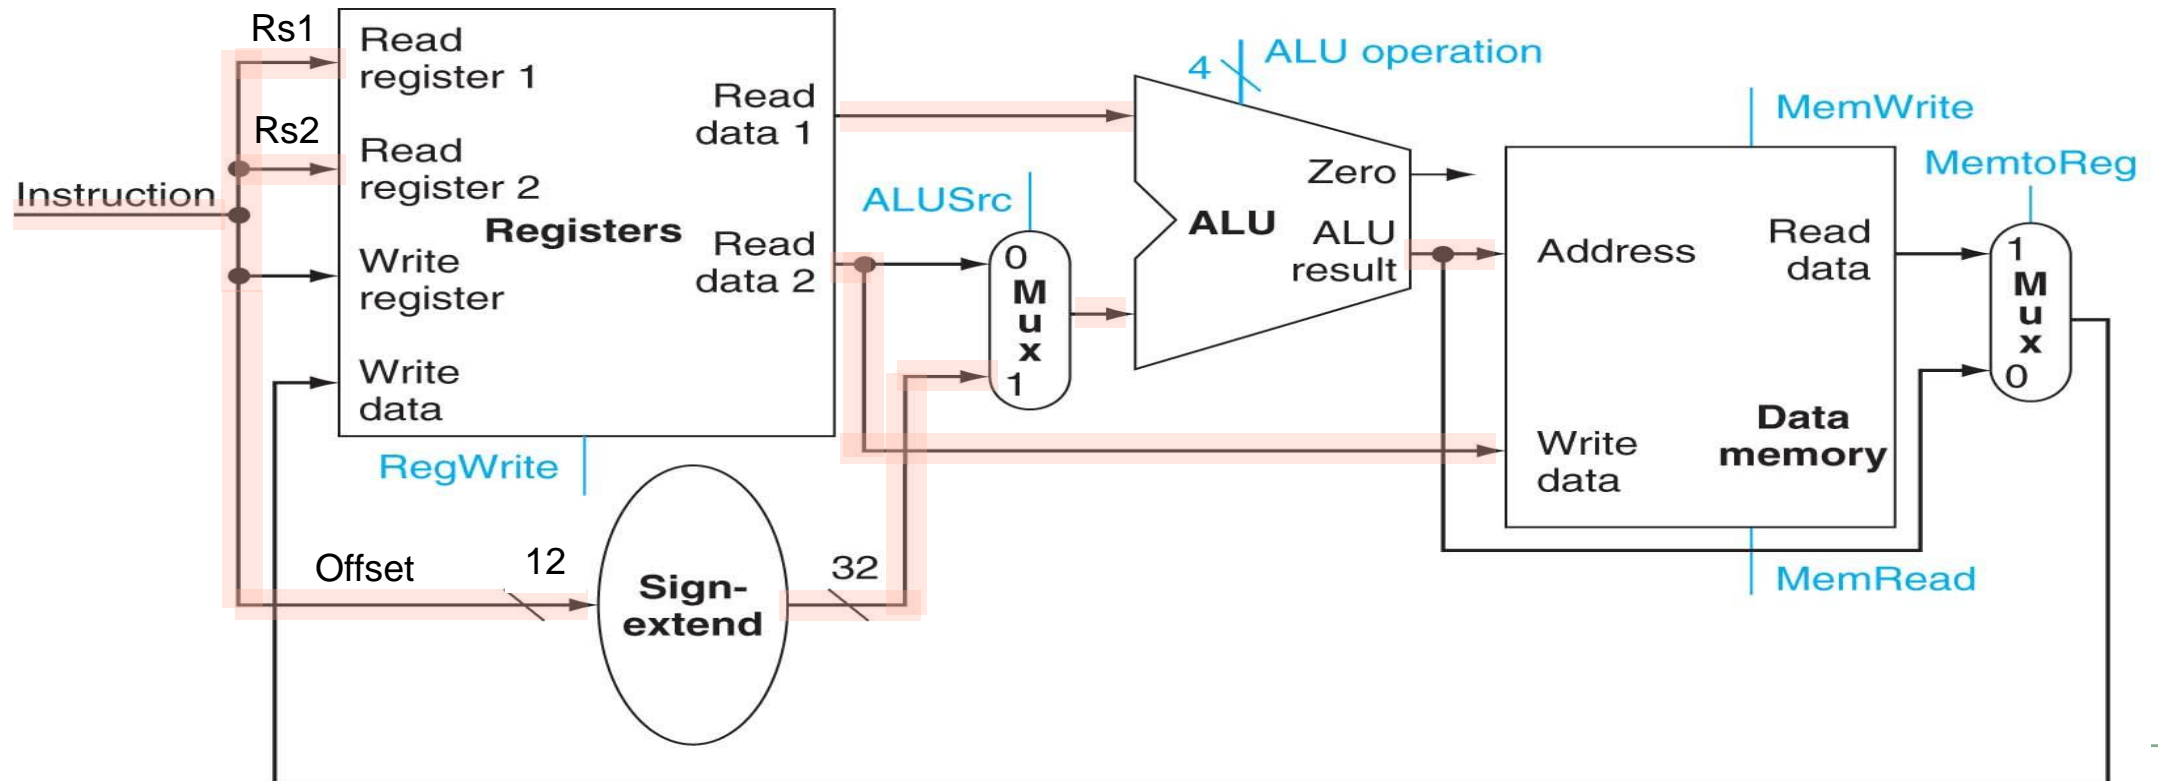 Rs1
Read
register 1
Rs2
Read
register 2
Instruction
Registers
Write
register
Write
data
Read
data 1
Read
data 2
RegWrite
Offset
12
Sign-
extend
32
ALUSrc
0
M
u
x
1
4
ALU operation
Zero
ALU
ALU
result
MemWrite
Address
Read
data
Write
data
Data
memory
MemRead
MemtoReg
1
M
u
x
0